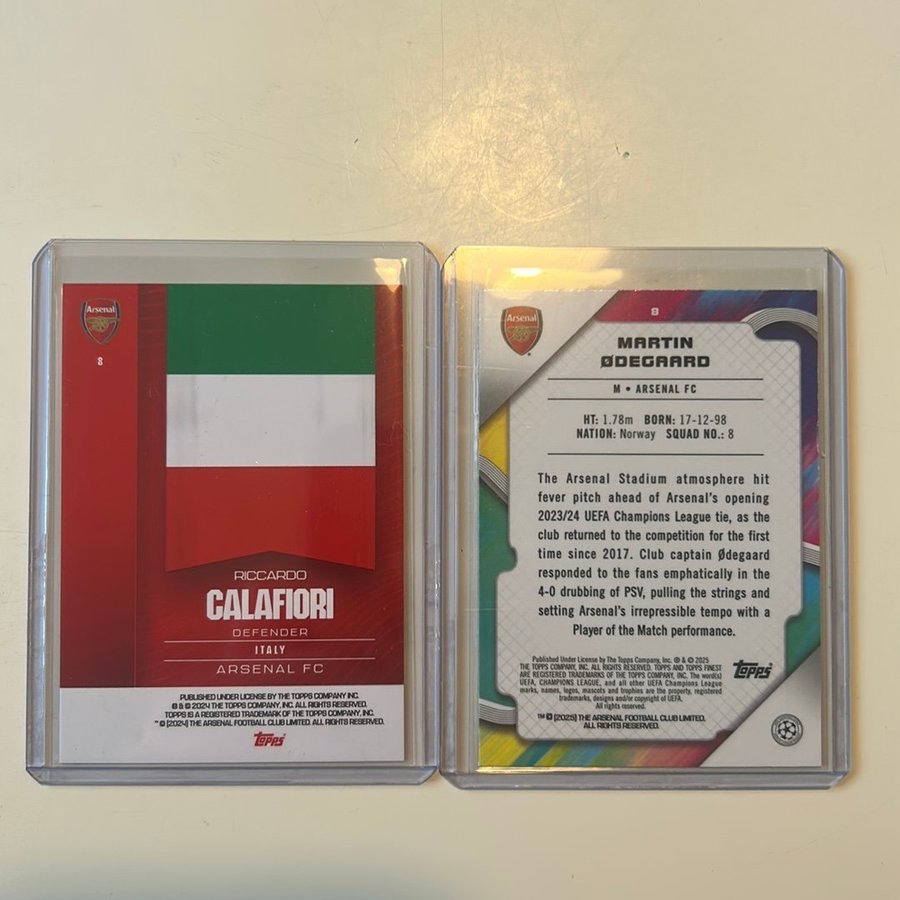 Arsenal
8
RICCARDO
CALAFIORI
DEFENDER
ITALY
ARSENAL FC
PUBLISHED UNDER LICENSE BY THE TOPPS COMPANY INC.
® & © 2024 THE TOPPS COMPANY, INC. ALL RIGHTS RESERVED.
TOPPS IS A REGISTERED TRADEMARK OF THE TOPPS COMPANY, INC.
™ © [2024] THE ARSENAL FOOTBALL CLUB LIMITED. ALL RIGHTS RESERVED.
Topps
Arsenal
8
MARTIN
ØDEGAARD
M • ARSENAL FC
HT: 1.78m BORN: 17-12-98
NATION: Norway SQUAD NO.: 8
The Arsenal Stadium atmosphere hit
fever pitch ahead of Arsenal's opening
2023/24 UEFA Champions League tie, as the
club returned to the competition for the first
time since 2017. Club captain Ødegaard
responded to the fans emphatically in the
4-0 drubbing of PSV, pulling the strings and
setting Arsenal's irrepressible tempo with a
Player of the Match performance.
Published Under License by The Topps Company, Inc. ® & © 2025
THE TOPPS COMPANY, INC. ALL RIGHTS RESERVED. TOPPS AND TOPPS FINEST
ARE REGISTERED TRADEMARKS OF THE TOPPS COMPANY, INC. The word(s)
UEFA, CHAMPIONS LEAGUE, and all other UEFA Champions League
marks, names, logos, mascots and trophies are the property, registered
trademarks, designs and/or copyright of UEFA.
All rights reserved.
Topps
™ © [2025] THE ARSENAL FOOTBALL CLUB LIMITED.
ALL RIGHTS RESERVED.